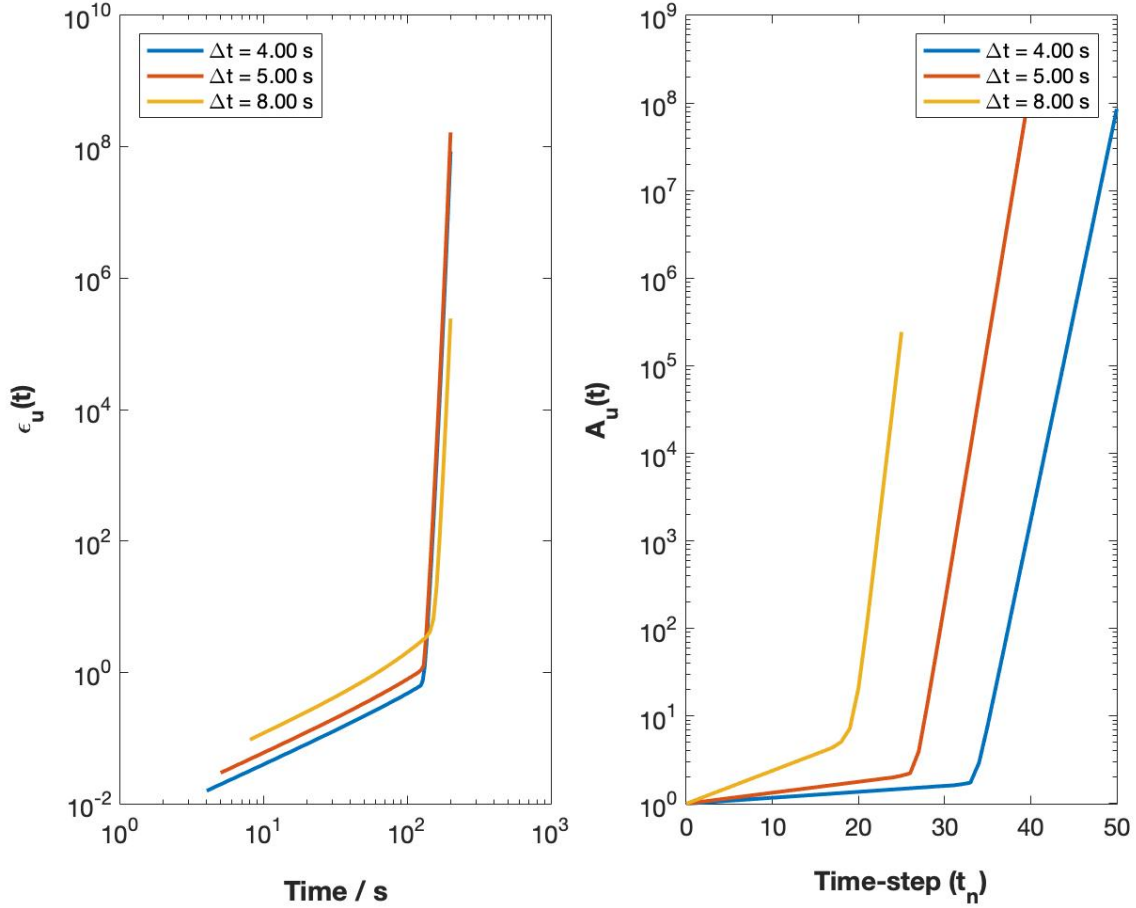 10^10
10^8
10^6
10^4
10^2
10^0
10^-2
ϵ_u(t)
Δt = 4.00 s
Δt = 5.00 s
Δt = 8.00 s
10^0 10^1 10^2 10^3
Time / s
10^9
10^8
10^7
10^6
10^5
10^4
10^3
10^2
10^1
10^0
A_u(t)
Δt = 4.00 s
Δt = 5.00 s
Δt = 8.00 s
0 10 20 30 40 50
Time-step (t_n)